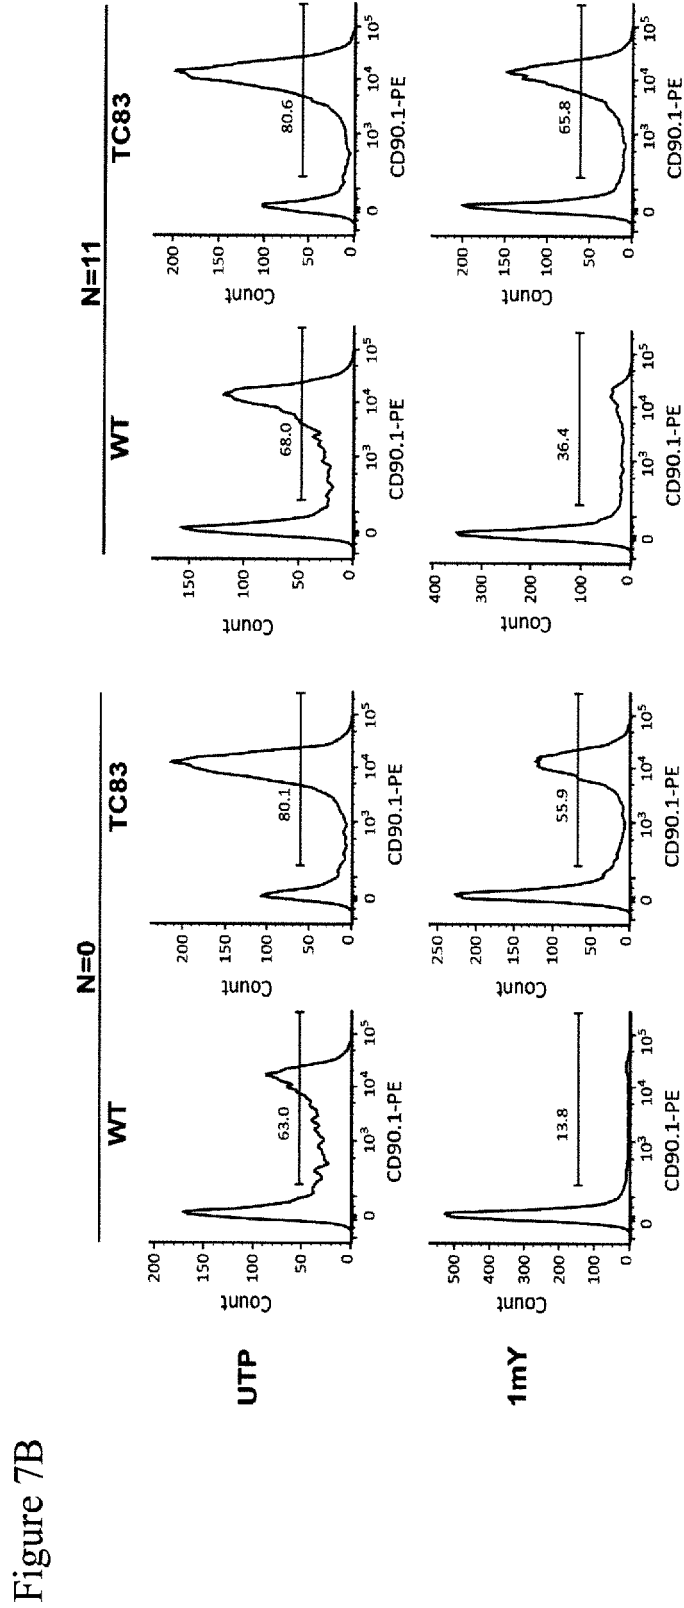 Figure 7B
N=0
N=11
WT
TC83
WT
TC83
UTP
Count
200
150
100
50
0
63.0
0 10³ 10⁴ 10⁵
CD90.1-PE
Count
200
150
100
50
0
80.1
0 10³ 10⁴ 10⁵
CD90.1-PE
Count
150
100
50
0
68.0
0 10³ 10⁴ 10⁵
CD90.1-PE
Count
200
150
100
50
0
80.6
0 10³ 10⁴ 10⁵
CD90.1-PE
1mY
Count
500
400
300
200
100
0
13.8
0 10³ 10⁴ 10⁵
CD90.1-PE
Count
250
200
150
100
50
0
55.9
0 10³ 10⁴ 10⁵
CD90.1-PE
Count
400
300
200
100
0
36.4
0 10³ 10⁴ 10⁵
CD90.1-PE
Count
200
150
100
50
0
65.8
0 10³ 10⁴ 10⁵
CD90.1-PE